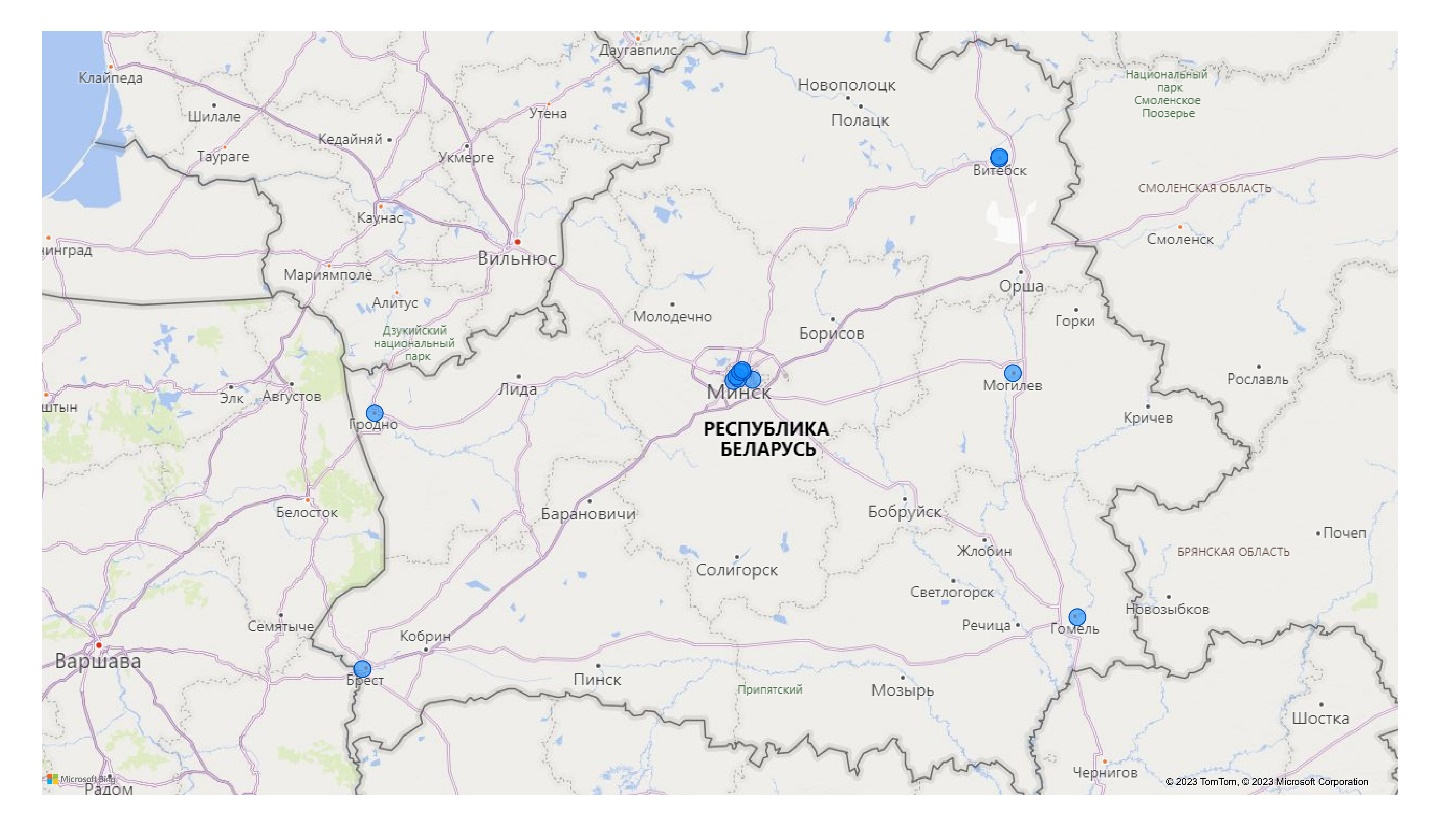 Даугавпилс
Клайпеда
Национальный
парк
Смоленское
Поозерье
Новополоцк
Шилале
Утена
Полацк
Кедайняй
Таураге
Укмерге
Витебск
СМОЛЕНСКАЯ ОБЛАСТЬ
Каунас
Смоленск
нинград
Вильнюс
Мариямполе
Орша
Алитус
Молодечно
Горки
Дзукийский
национальный
парк
Борисов
Рославль
Могилев
Лида
Минск
Элк
Августов
штын
Кричев
Гродно
РЕСПУБЛИКА
БЕЛАРУСЬ
Белосток
Барановичи
Бобруйск
Почеп
Жлобин
БРЯНСКАЯ ОБЛАСТЬ
Солигорск
Светлогорск
Новозыбков
Семятыче
Речица
Гомель
Кобрин
Варшава
Брест
Пинск
Припятский
Мозырь
Шостка
Чернигов
Microsoft Bing
Радом
© 2023 TomTom, © 2023 Microsoft Corporation